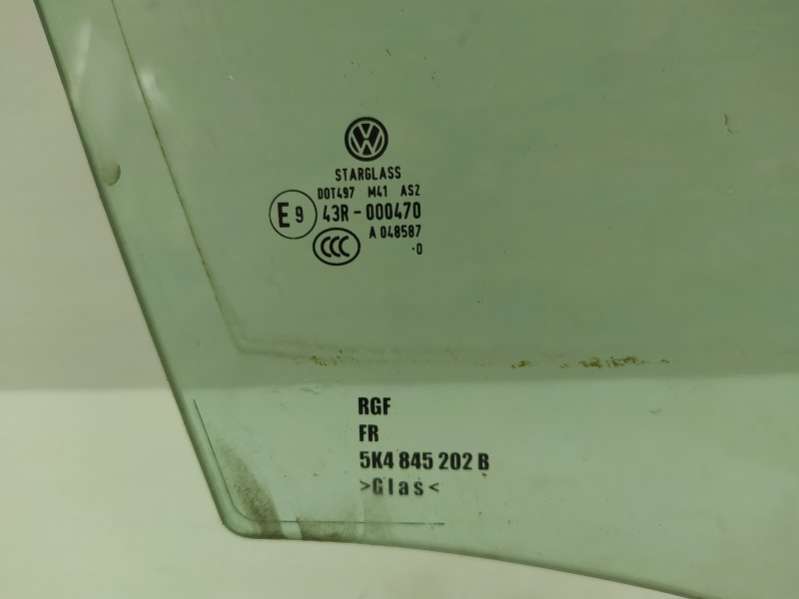 VW
STARGLASS
DOT497 M41 AS2
E9 43R-000470
A 048587
CCC ·0
RGF
FR
5K4 845 202 B
>Glas<